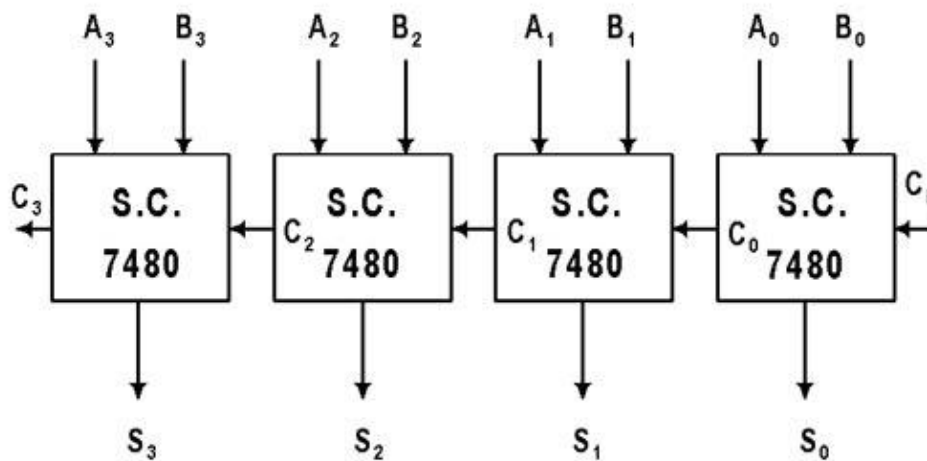 A₃ B₃ A₂ B₂ A₁ B₁ A₀ B₀
S.C. S.C. S.C. S.C.
C₃ C₂ C₁ C₀
7480 7480 7480 7480
S₃ S₂ S₁ S₀